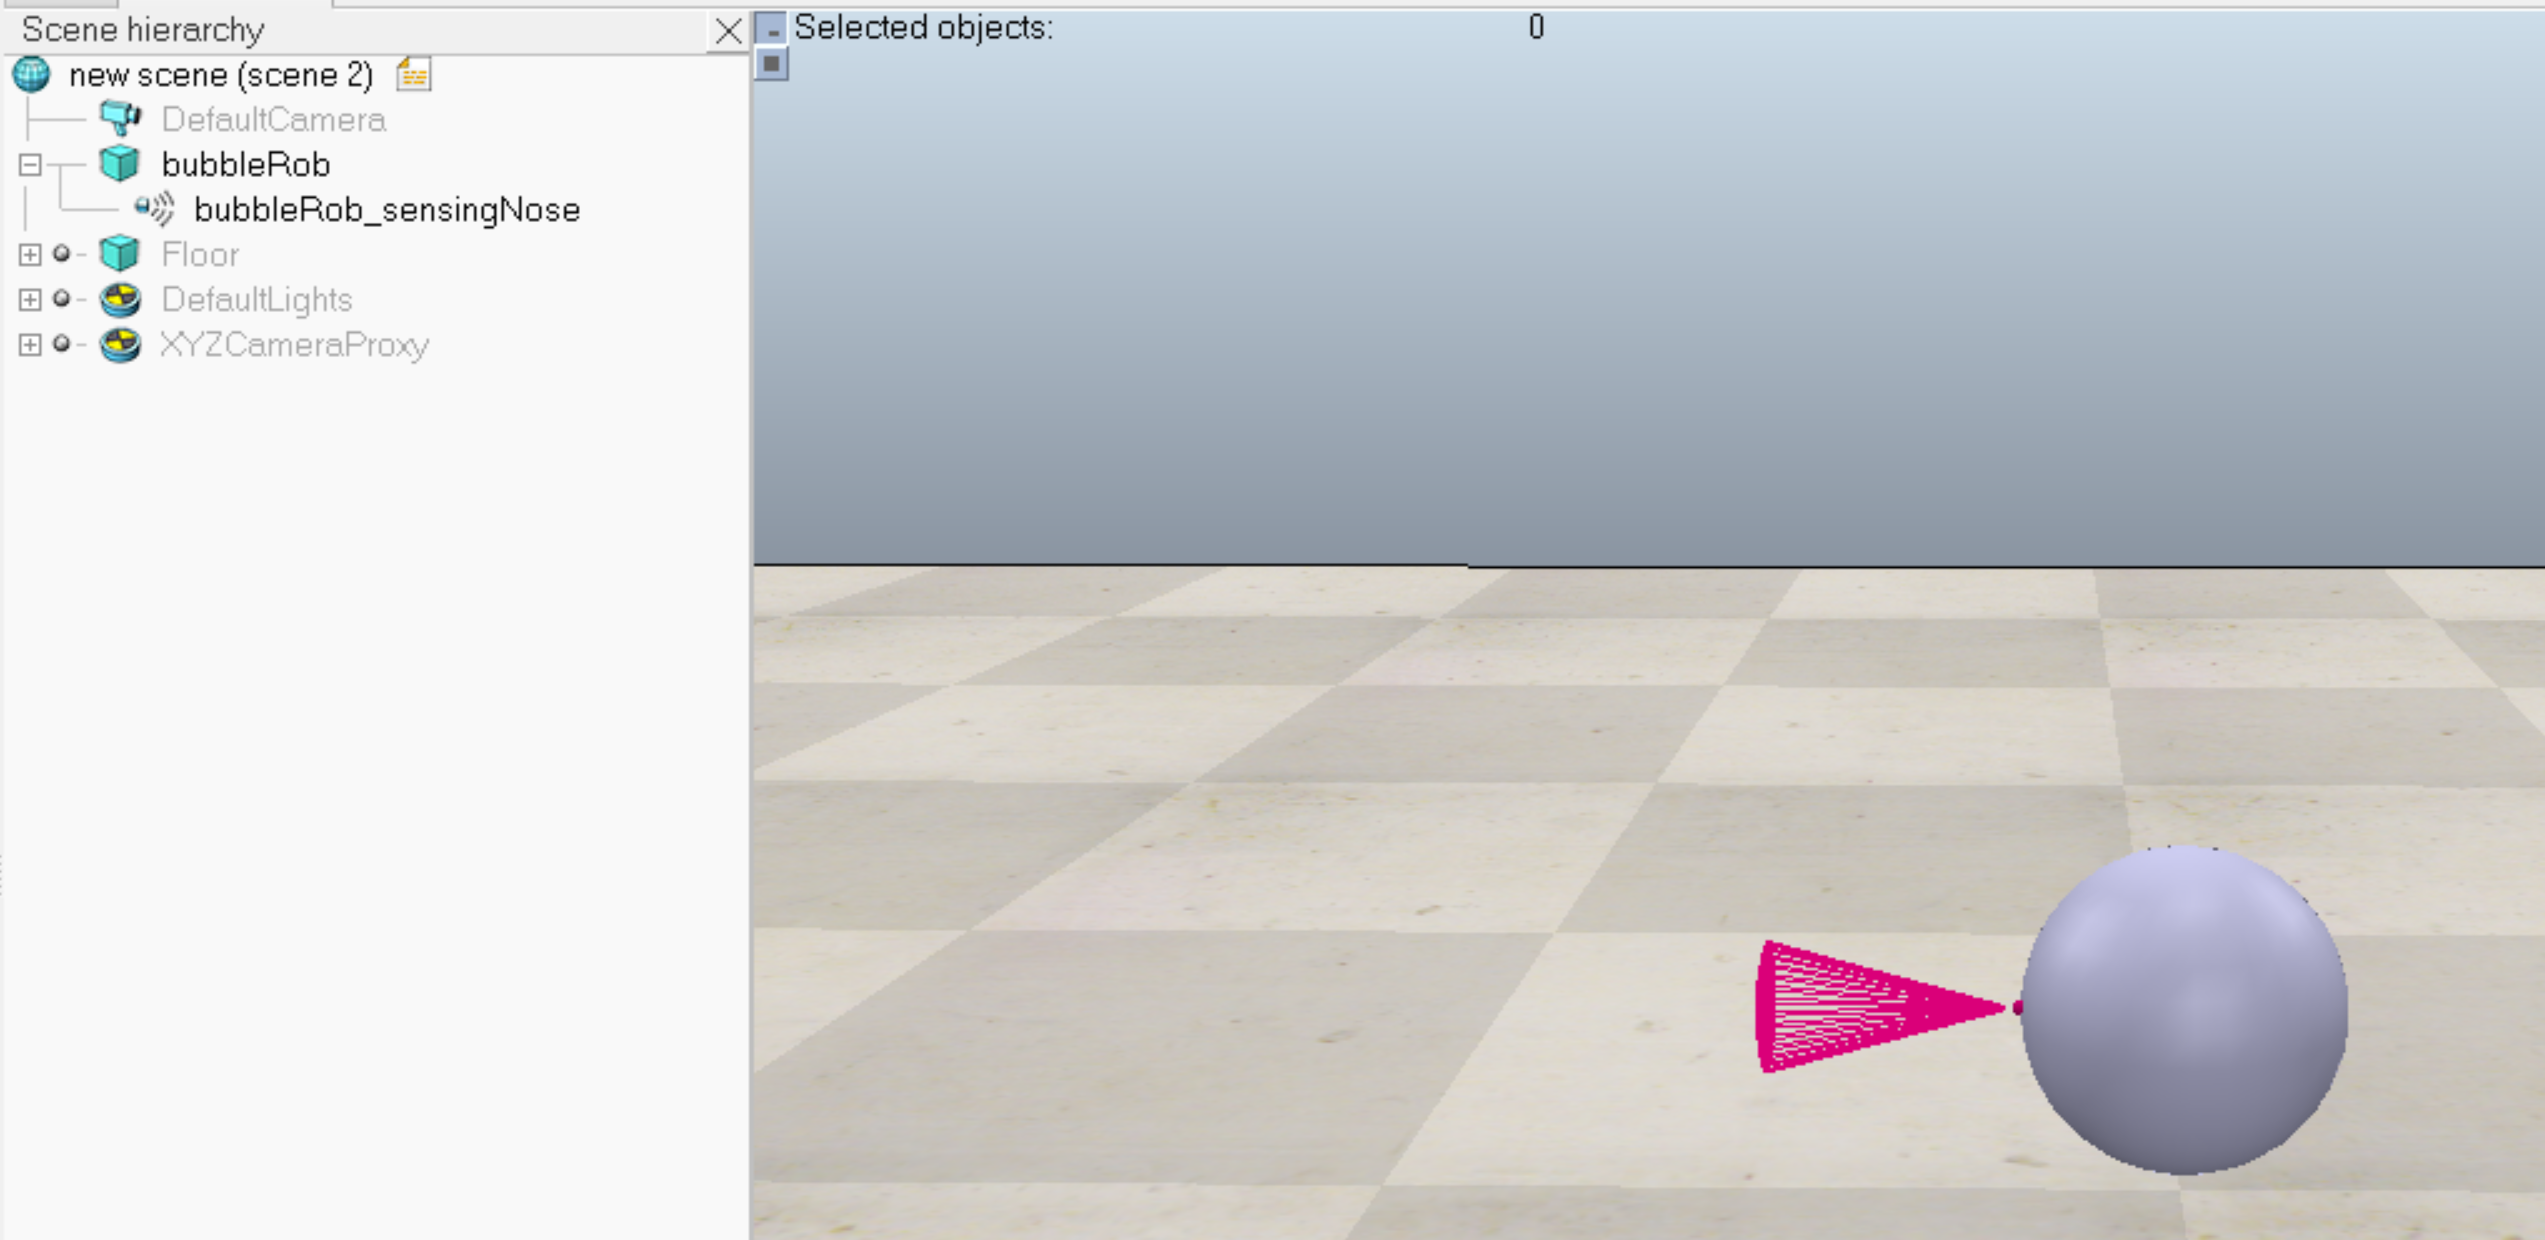 Scene hierarchy
new scene (scene 2)
DefaultCamera
bubbleRob
bubbleRob_sensingNose
Floor
DefaultLights
XYZCameraProxy
Selected objects: 0